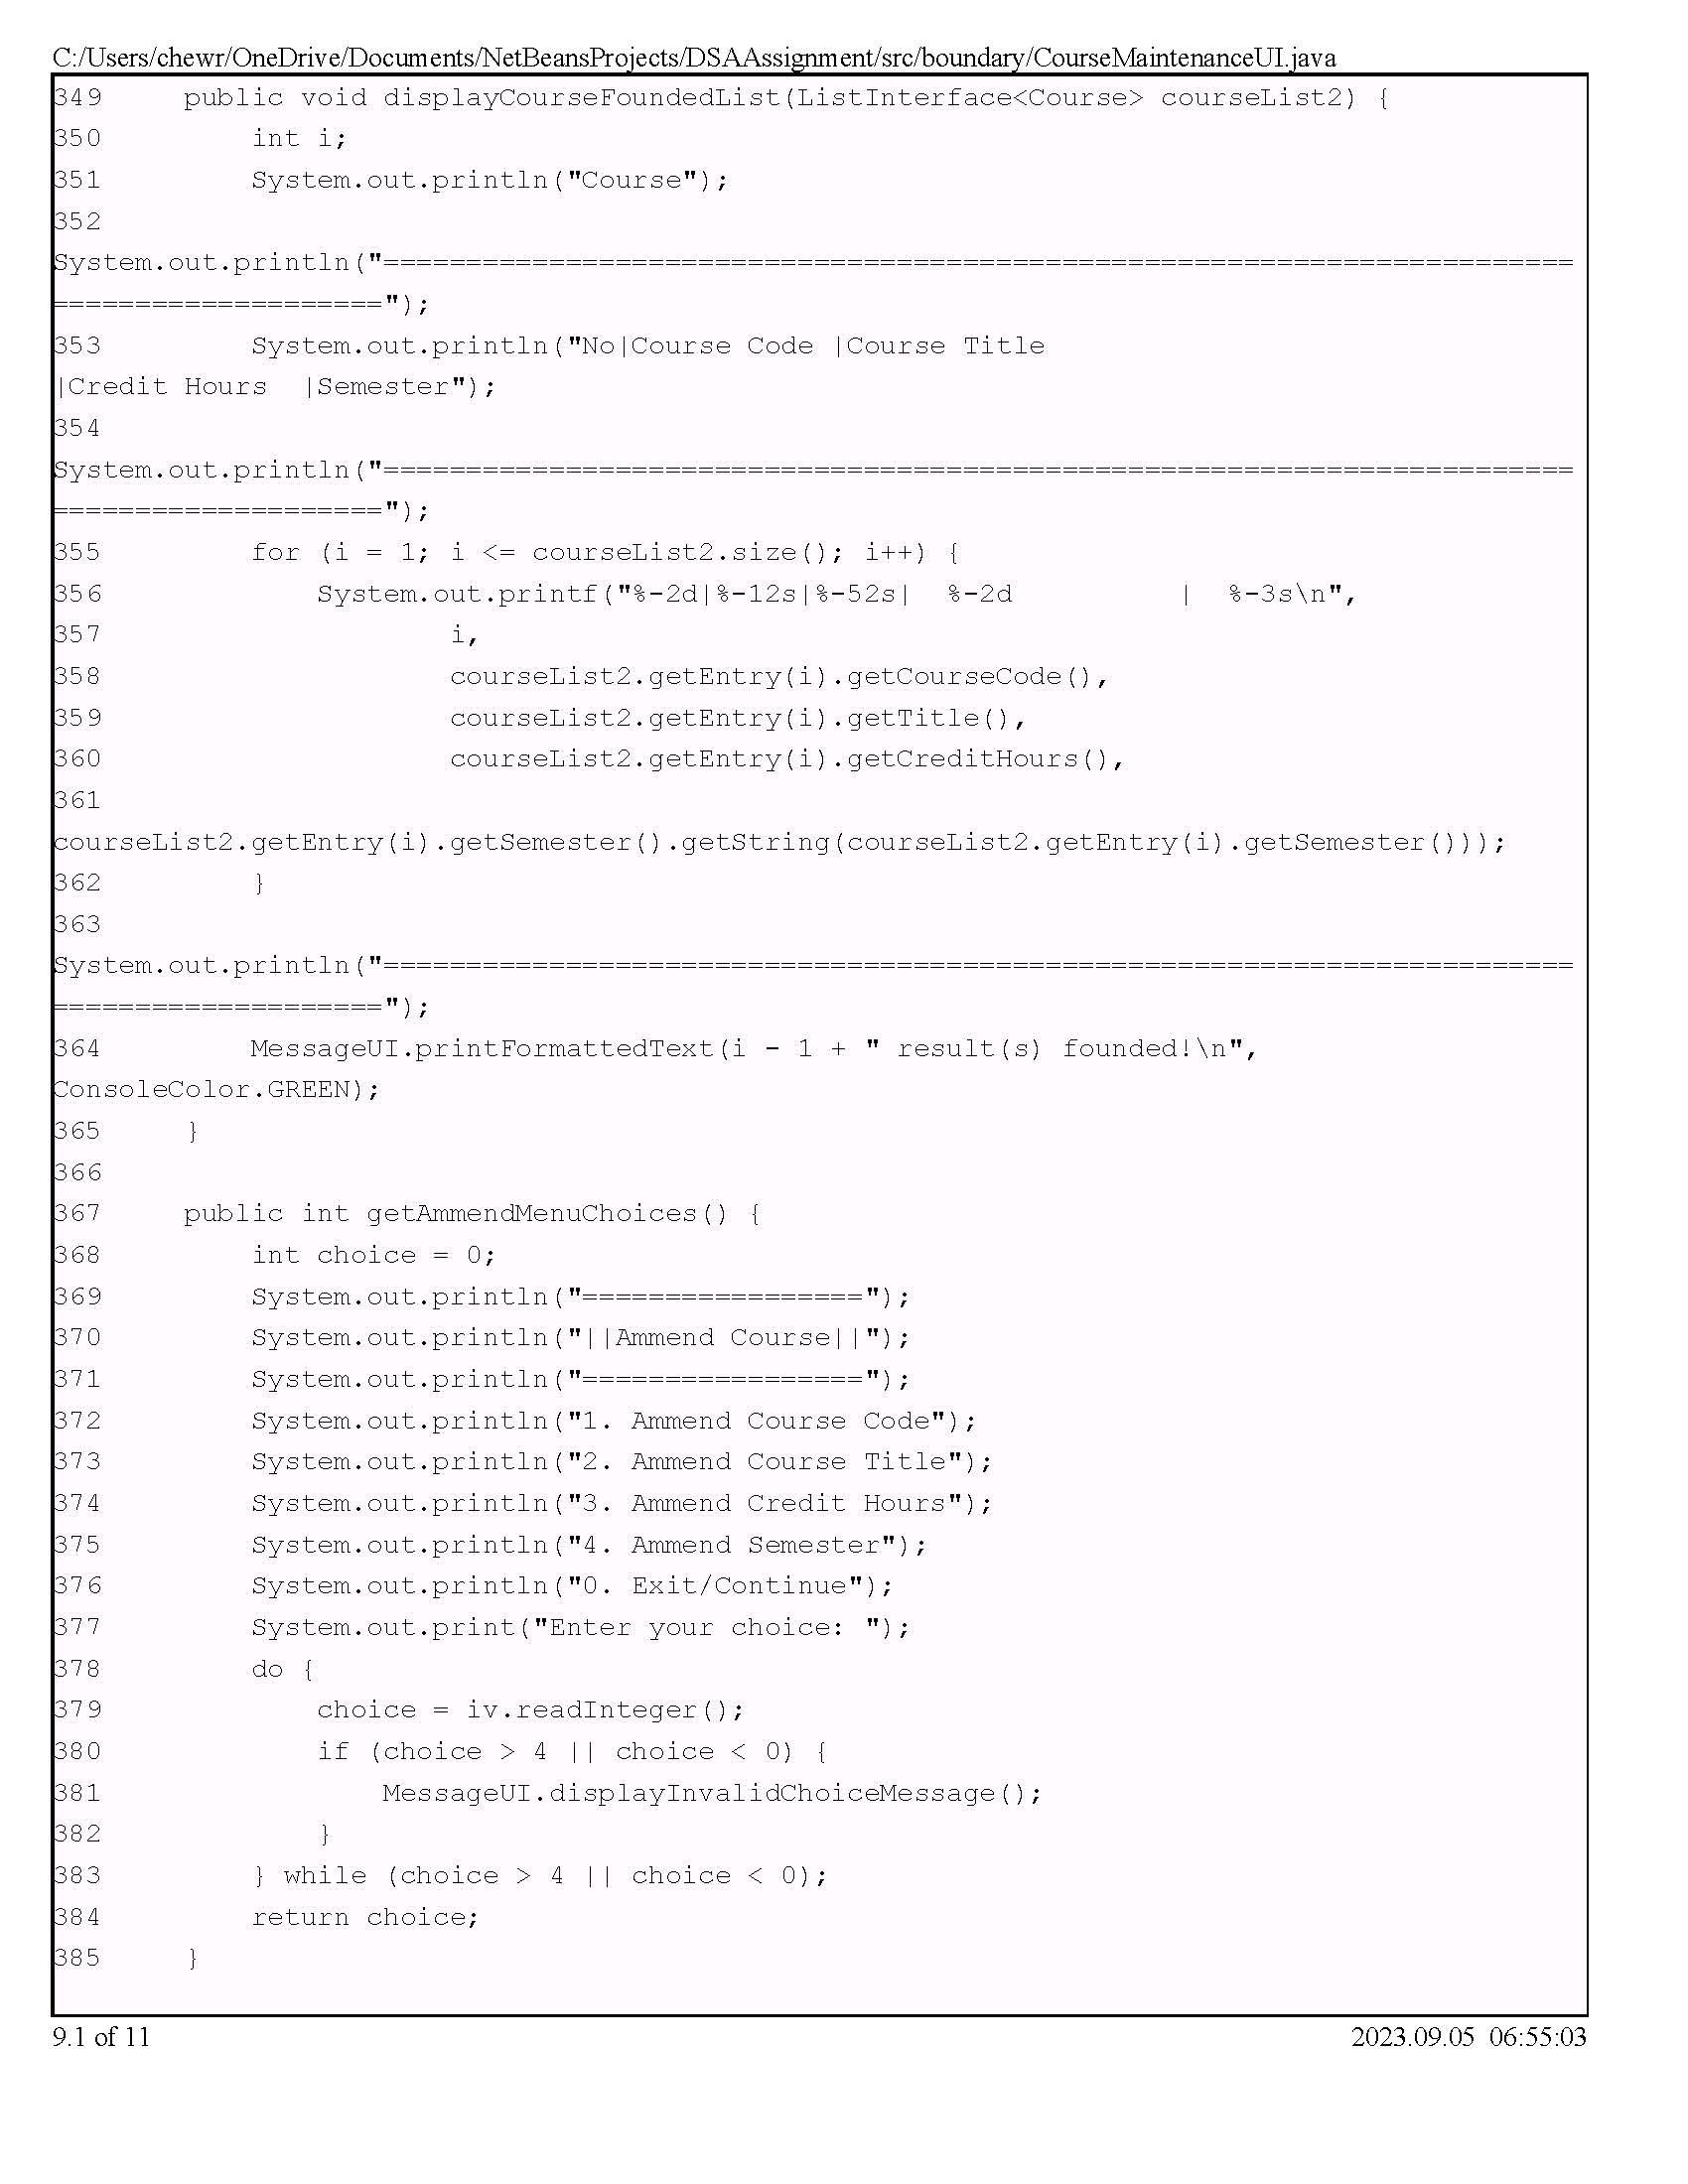 C:/Users/chewr/OneDrive/Documents/NetBeansProjects/DSAAssignment/src/boundary/CourseMaintenanceUI.java
349     public void displayCourseFoundedList(ListInterface<Course> courseList2) {
350         int i;
351         System.out.println("Course");
352
System.out.println("========================================================================
====================");
353         System.out.println("No|Course Code |Course Title
|Credit Hours  |Semester");
354
System.out.println("========================================================================
====================");
355         for (i = 1; i <= courseList2.size(); i++) {
356             System.out.printf("%-2d|%-12s|%-52s|  %-2d          |  %-3s\n",
357                     i,
358                     courseList2.getEntry(i).getCourseCode(),
359                     courseList2.getEntry(i).getTitle(),
360                     courseList2.getEntry(i).getCreditHours(),
361
courseList2.getEntry(i).getSemester().getString(courseList2.getEntry(i).getSemester()));
362         }
363
System.out.println("========================================================================
====================");
364         MessageUI.printFormattedText(i - 1 + " result(s) founded!\n",
ConsoleColor.GREEN);
365     }
366
367     public int getAmmendMenuChoices() {
368         int choice = 0;
369         System.out.println("=================");
370         System.out.println("||Ammend Course||");
371         System.out.println("=================");
372         System.out.println("1. Ammend Course Code");
373         System.out.println("2. Ammend Course Title");
374         System.out.println("3. Ammend Credit Hours");
375         System.out.println("4. Ammend Semester");
376         System.out.println("0. Exit/Continue");
377         System.out.print("Enter your choice: ");
378         do {
379             choice = iv.readInteger();
380             if (choice > 4 || choice < 0) {
381                 MessageUI.displayInvalidChoiceMessage();
382             }
383         } while (choice > 4 || choice < 0);
384         return choice;
385     }
9.1 of 11
2023.09.05  06:55:03